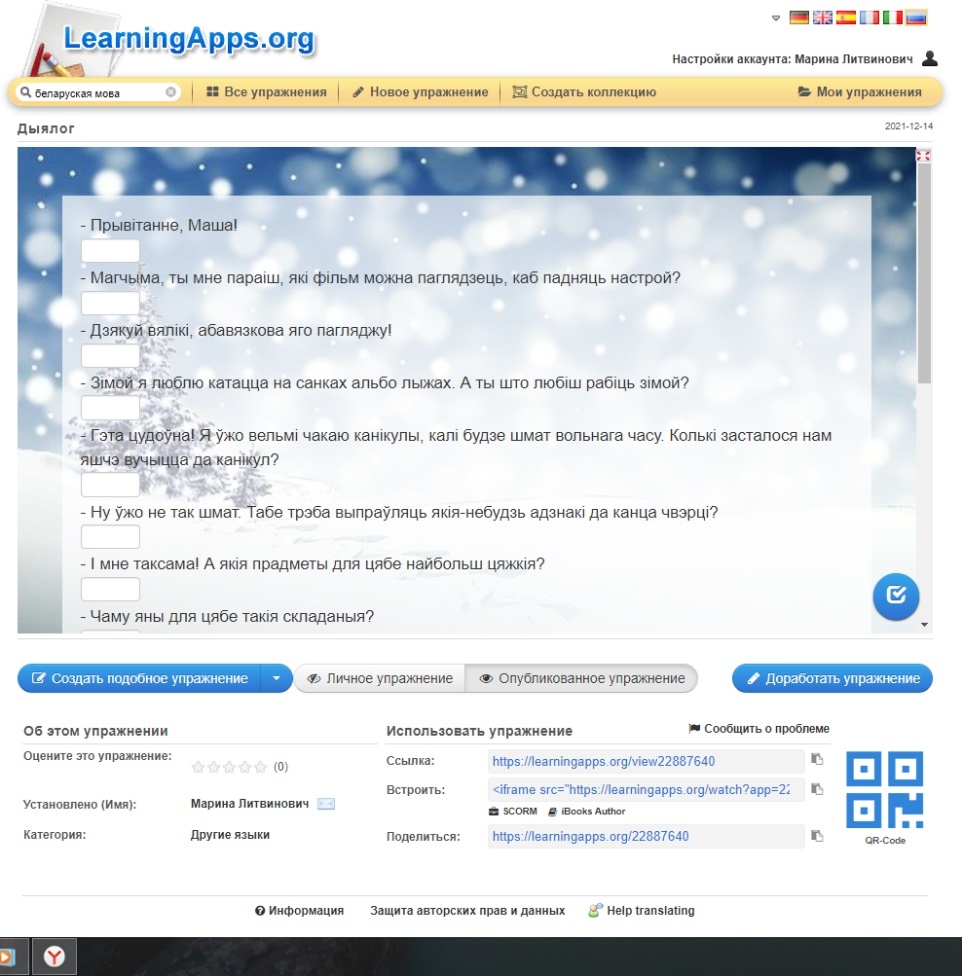 LearningApps.org
Настройки аккаунта: Марина Литвинович
беларуская мова
Все упражнения
Новое упражнение
Создать коллекцию
Мои упражнения
Дыялог
2021-12-14
- Прывітанне, Маша!
- Магчыма, ты мне параіш, які фільм можна паглядзець, каб падняць настрой?
- Дзякуй вялікі, абавязкова яго пагляджу!
- Зімой я люблю катацца на санках альбо лыжах. А ты што любіш рабіць зімой?
- Гэта цудоўна! Я ўжо вельмі чакаю канікулы, калі будзе шмат вольнага часу. Колькі засталося нам
яшчэ вучыцца да канікул?
- Ну ўжо не так шмат. Табе трэба выпраўляць якія-небудзь адзнакі да канца чвэрці?
- І мне таксама! А якія прадметы для цябе найбольш цяжкія?
- Чаму яны для цябе такія складаныя?
Создать подобное упражнение
Личное упражнение
Опубликованное упражнение
Доработать упражнение
Об этом упражнении
Оцените это упражнение:
(0)
Установлено (Имя):
Марина Литвинович
Категория:
Другие языки
Использовать упражнение
Сообщить о проблеме
Ссылка:
https://learningapps.org/view22887640
Встроить:
<iframe src="https://learningapps.org/watch?app=22
SCORM
iBooks Author
Поделиться:
https://learningapps.org/22887640
QR-Code
Информация
Защита авторских прав и данных
Help translating